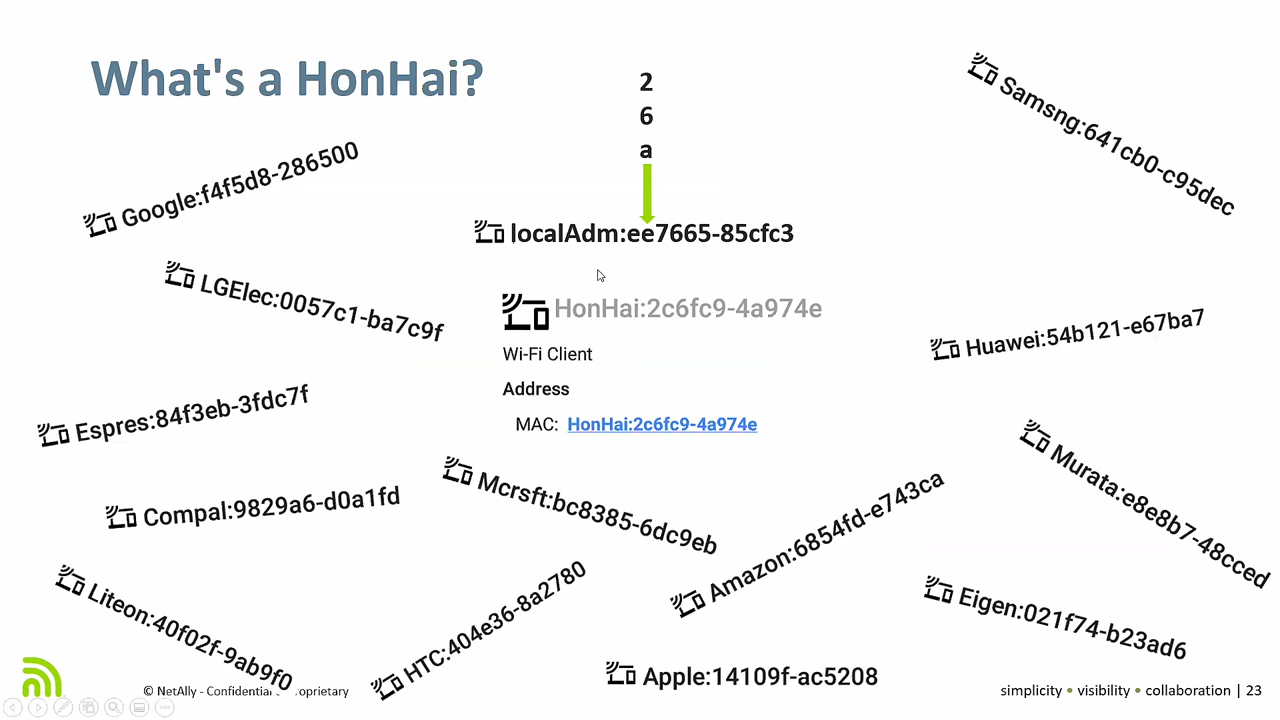 What's a HonHai?
2
6
a
Samsng:641cb0-c95dec
Google:f4f5d8-286500
localAdm:ee7665-85cfc3
LGElec:0057c1-ba7c9f
HonHai:2c6fc9-4a974e
Huawei:54b121-e67ba7
Wi-Fi Client
Address
MAC: HonHai:2c6fc9-4a974e
Espres:84f3eb-3fdc7f
Murata:e8e8b7-48cced
Mcrsft:bc8385-6dc9eb
Compal:9829a6-d0a1fd
Amazon:6854fd-e743ca
Liteon:40f02f-9ab9f0
HTC:404e36-8a2780
Eigen:021f74-b23ad6
Apple:14109f-ac5208
© NetAlly - Confidential prietary
simplicity • visibility • collaboration | 23